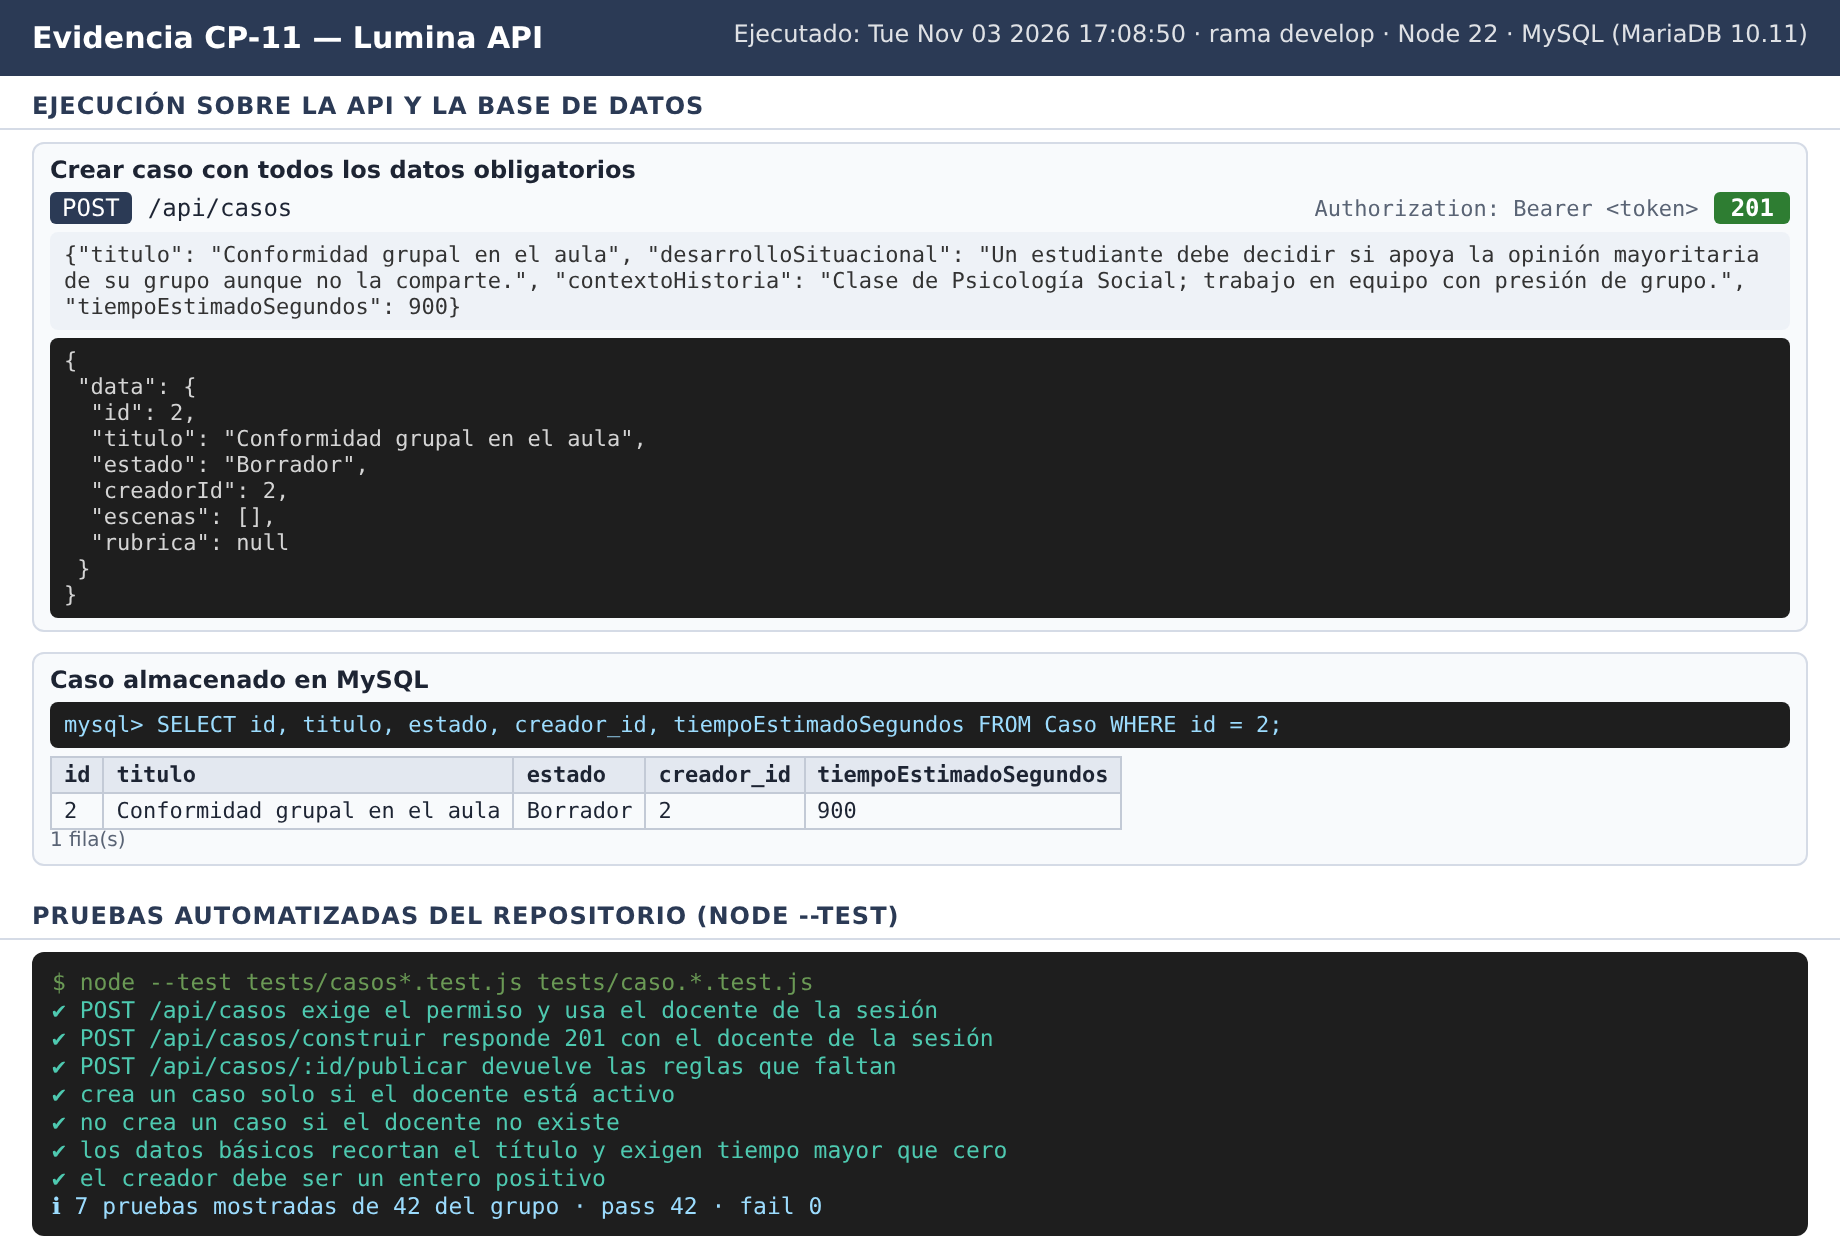 Evidencia CP-11 — Lumina API
Ejecutado: Tue Nov 03 2026 17:08:50 · rama develop · Node 22 · MySQL (MariaDB 10.11)
EJECUCIÓN SOBRE LA API Y LA BASE DE DATOS
Crear caso con todos los datos obligatorios
POST /api/casos Authorization: Bearer <token> 201
{"titulo": "Conformidad grupal en el aula", "desarrolloSituacional": "Un estudiante debe decidir si apoya la opinión mayoritaria
de su grupo aunque no la comparte.", "contextoHistoria": "Clase de Psicología Social; trabajo en equipo con presión de grupo.",
"tiempoEstimadoSegundos": 900}
{
"data": {
"id": 2,
"titulo": "Conformidad grupal en el aula",
"estado": "Borrador",
"creadorId": 2,
"escenas": [],
"rubrica": null
}
}
Caso almacenado en MySQL
mysql> SELECT id, titulo, estado, creador_id, tiempoEstimadoSegundos FROM Caso WHERE id = 2;
id titulo estado creador_id tiempoEstimadoSegundos
2 Conformidad grupal en el aula Borrador 2 900
1 fila(s)
PRUEBAS AUTOMATIZADAS DEL REPOSITORIO (NODE --TEST)
$ node --test tests/casos*.test.js tests/caso.*.test.js
✔ POST /api/casos exige el permiso y usa el docente de la sesión
✔ POST /api/casos/construir responde 201 con el docente de la sesión
✔ POST /api/casos/:id/publicar devuelve las reglas que faltan
✔ crea un caso solo si el docente está activo
✔ no crea un caso si el docente no existe
✔ los datos básicos recortan el título y exigen tiempo mayor que cero
✔ el creador debe ser un entero positivo
ℹ 7 pruebas mostradas de 42 del grupo · pass 42 · fail 0